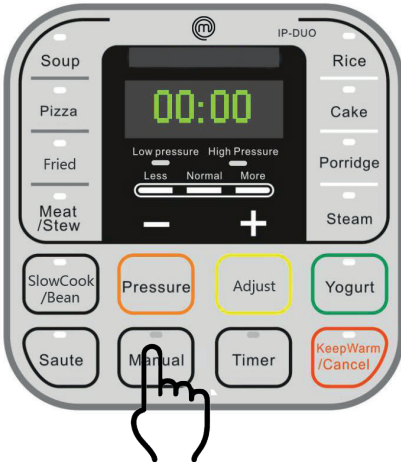 IP-DUO
Soup
Rice
Pizza
00:00
Cake
Low pressure High Pressure
Fried
Less Normal More
Porridge
Meat
/Stew
− +
Steam
SlowCook
/Bean
Pressure
Adjust
Yogurt
Saute
Manual
Timer
KeepWarm
/Cancel